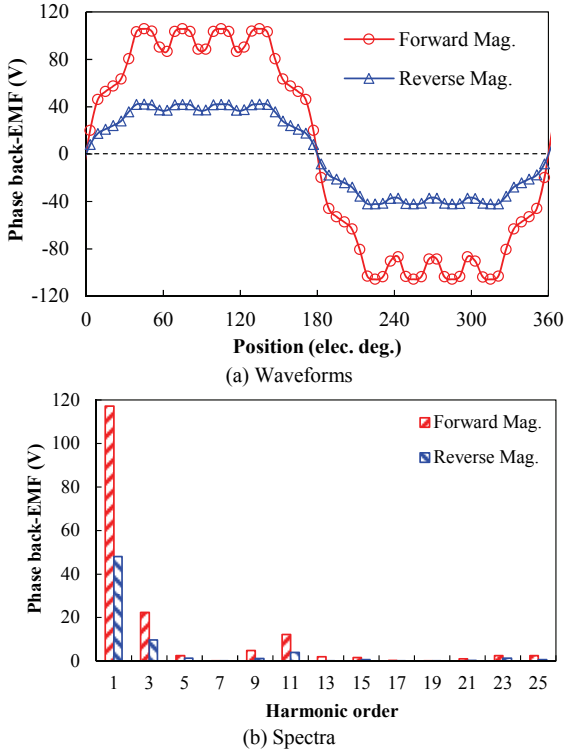 120
80
40
0
-40
-80
-120
Phase back-EMF (V)
Forward Mag.
Reverse Mag.
0 60 120 180 240 300 360
Position (elec. deg.)
(a) Waveforms
120
100
80
60
40
20
0
Phase back-EMF (V)
Forward Mag.
Reverse Mag.
1 3 5 7 9 11 13 15 17 19 21 23 25
Harmonic order
(b) Spectra